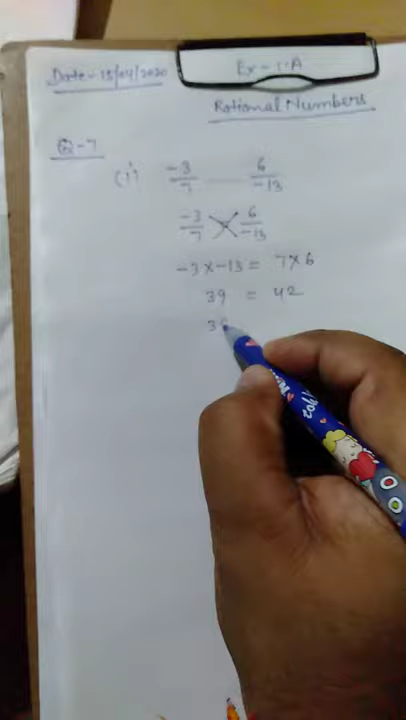 Date - 15/04/2020
Ex - 1.A
Rational Numbers
Q-7
(i) -3/7 ...... 6/-13
-3/7 6/-13
-3 x -13 = 7 x 6
39 = 42
39